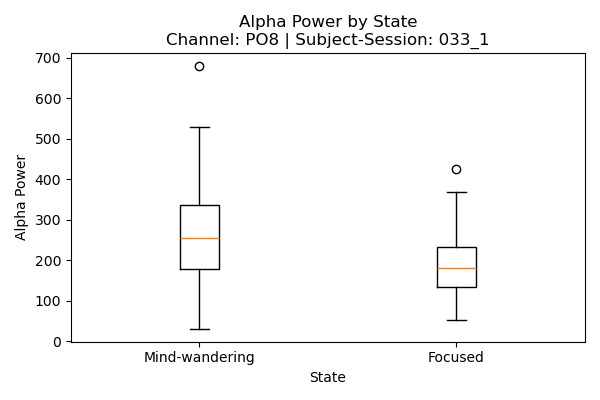 Alpha Power by State
Channel: PO8 | Subject-Session: 033_1
Alpha Power
700
600
500
400
300
200
100
0
Mind-wandering
Focused
State